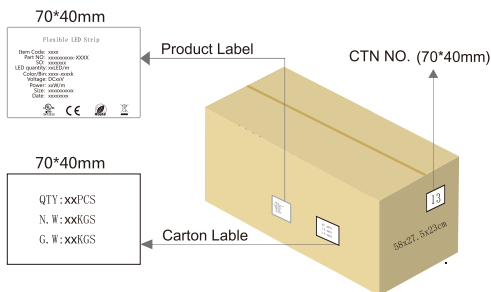 70*40mm
Flexible LED Strip
Item Code: xxxx
Part NO: xxxxxxxxxx-XXXX
SO: xxxxxxx
LED quantity: xxLED/m
Color/Bin: xxxx-xxxxk
Voltage: DCxxV
Power: xxW/m
Size: xxxxxxxxx
Date: xxxxxxxx
CE
Product Label
CTN NO. (70*40mm)
70*40mm
QTY:xxPCS
N.W:xxKGS
G.W:xxKGS
Carton Lable
13
58x27.5x23cm